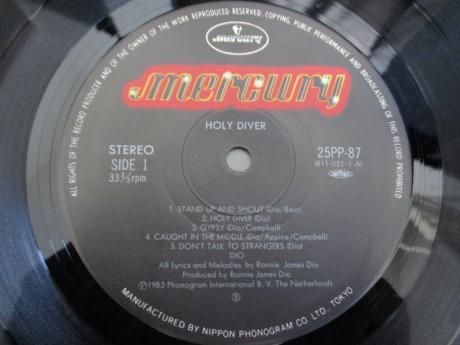 ALL RIGHTS OF THE RECORD PRODUCER AND OF THE OWNER OF THE WORK REPRODUCED RESERVED, COPYING, PUBLIC PERFORMANCE AND BROADCASTING OF THIS RECORD PROHIBITED
mercury
mercury
HOLY DIVER
STEREO
SIDE 1
33⅓rpm
25PP-87
(811-021-1-A)
1. STAND UP AND SHOUT (Dio/Bain)
2. HOLY DIVER (Dio)
3. GYPSY (Dio/Campbell)
4. CAUGHT IN THE MIDDLE (Dio/Appice/Campbell)
5. DON'T TALK TO STRANGERS (Dio)
DIO
All Lyrics and Melodies by Ronnie James Dio
Produced by Ronnie James Dio
Ⓟ1983 Phonogram International B. V. The Netherlands
Ⓢ
MANUFACTURED BY NIPPON PHONOGRAM CO. LTD., TOKYO